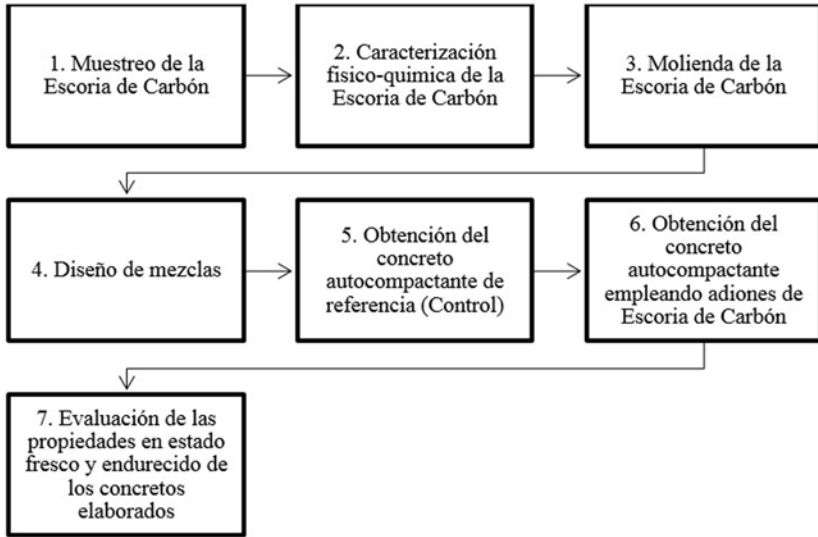 1. Muestreo de la
Escoria de Carbón
2. Caracterización
fisico-quimica de la
Escoria de Carbón
3. Molienda de la
Escoria de Carbón
4. Diseño de mezclas
5. Obtención del
concreto
autocompactante de
referencia (Control)
6. Obtención del
concreto
autocompactante
empleando adiones de
Escoria de Carbón
7. Evaluación de las
propiedades en estado
fresco y endurecido de
los concretos
elaborados